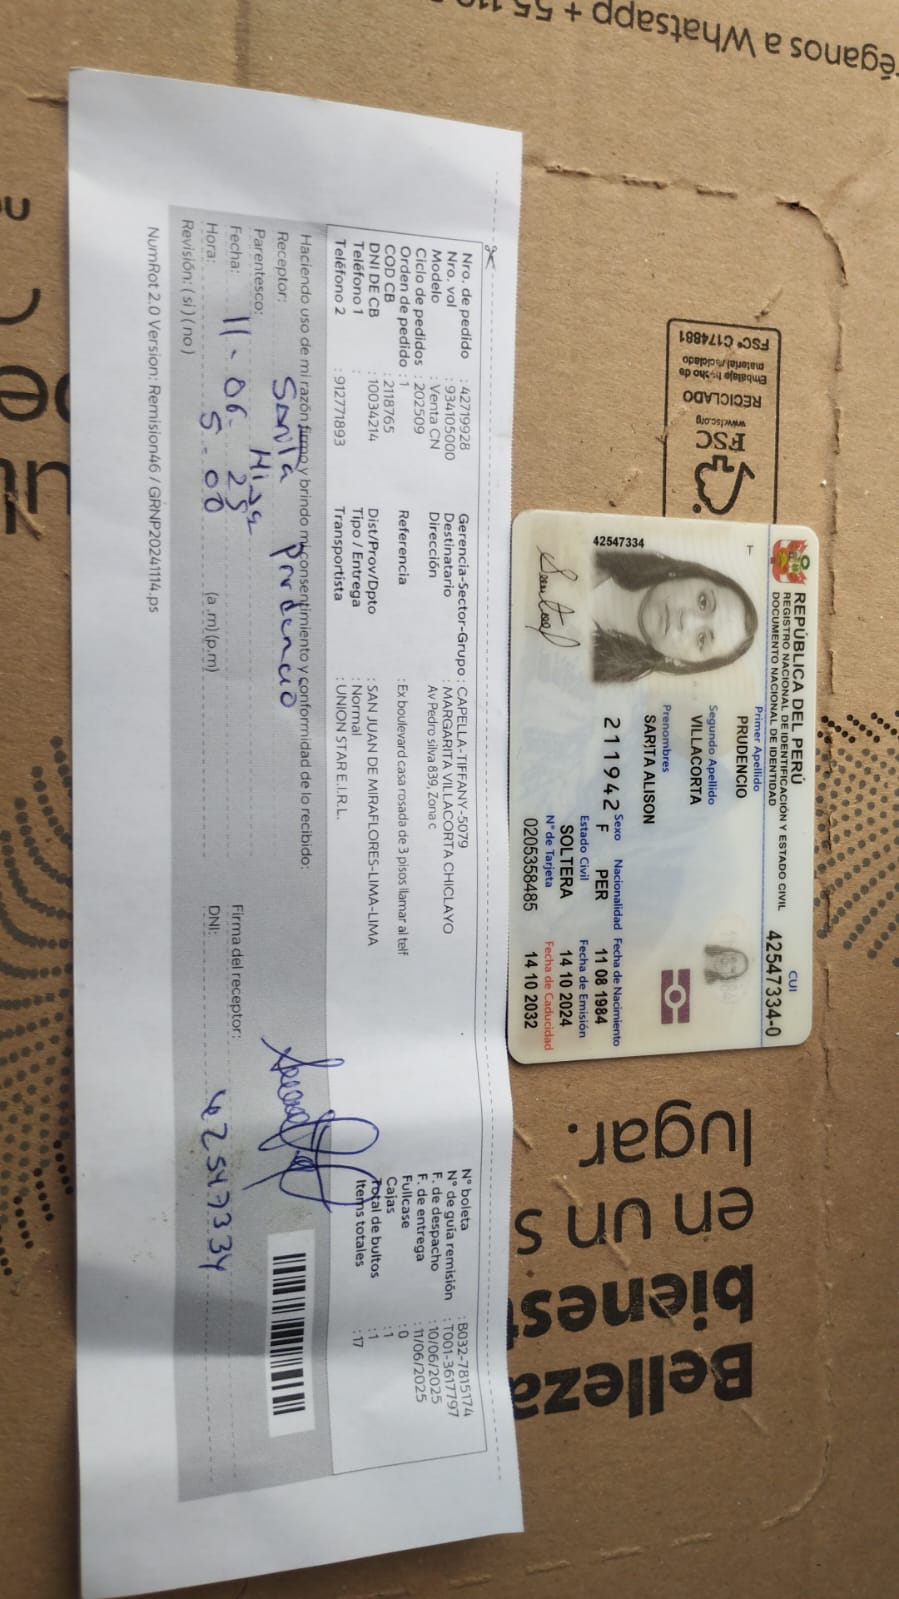 réganos a Whatsapp + 55 119
FSC
www.fsc.org
RECICLADO
Embalaje hecho de
material reciclado
FSC® C174881
REPÚBLICA DEL PERÚ
REGISTRO NACIONAL DE IDENTIFICACIÓN Y ESTADO CIVIL
DOCUMENTO NACIONAL DE IDENTIDAD
CUI
42547334-0
T
42547334
Primer Apellido
PRUDENCIO
Segundo Apellido
VILLACORTA
Prenombres
SARITA ALISON
Sexo Nacionalidad Fecha de Nacimiento
211942 F PER 11 08 1984
Estado Civil Fecha de Emisión
SOLTERA 14 10 2024
N° de Tarjeta Fecha de Caducidad
0205358485 14 10 2032
Nro. de pedido : 42719928
Nro. vol : 934105000
Modelo : Venta CN
Ciclo de pedidos : 202509
Orden de pedido : 1
COD CB : 2118765
DNI DE CB : 10034214
Teléfono 1 :
Teléfono 2 : 912771893
Gerencia-Sector-Grupo : CAPELLA-TIFFANY-5079
Destinatario : MARGARITA VILLACORTA CHICLAYO
Dirección Av Pedro silva 839, Zona c
Referencia : Ex boulevard casa rosada de 3 pisos llamar al telf
Dist/Prov/Dpto : SAN JUAN DE MIRAFLORES-LIMA-LIMA
Tipo / Entrega : Normal
Transportista : UNION STAR E.I.R.L.
N° boleta : B032-7815174
N° de guía remisión : T001-3617797
F. de despacho : 10/06/2025
F. de entrega : 11/06/2025
Fullcase : 0
Cajas : 1
Total de bultos : 1
Items totales : 17
Haciendo uso de mi razón firmo y brindo mi consentimiento y conformidad de lo recibido:
Receptor: Sarita Prudencio
Parentesco: Hija
Fecha: 11-06-25
Hora: 5-00 (a.m) (p.m)
Revisión: ( si ) ( no )
Firma del receptor:
DNI: 42547334
NumRot 2.0 Version: Remision46 / GRNP20241114.ps
Belleza
bienest
en un s
lugar.